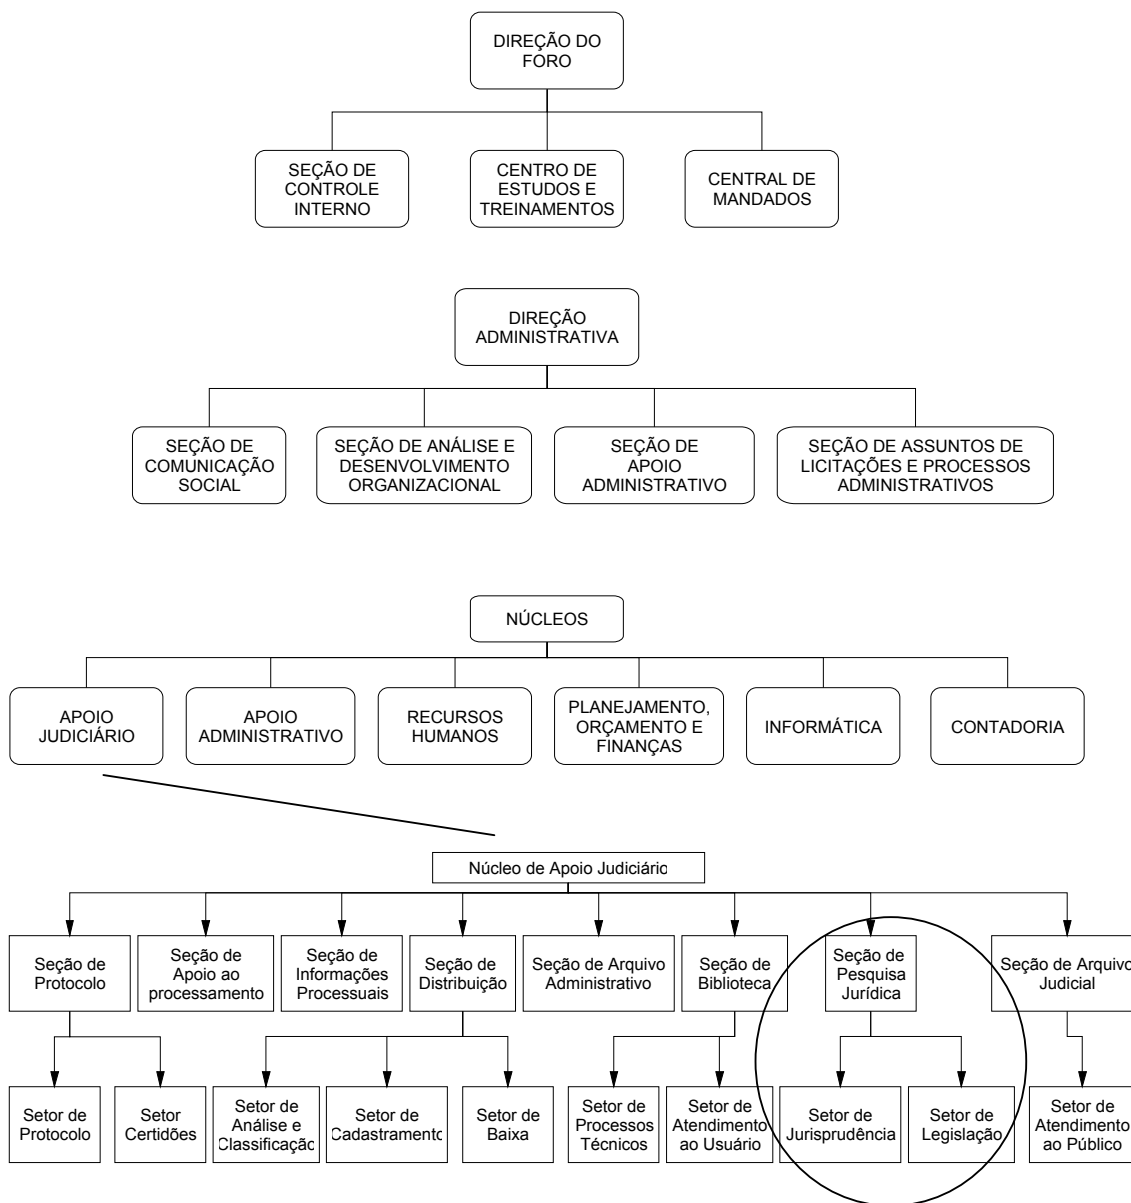 DIREÇÃO DO
FORO
SEÇÃO DE
CONTROLE
INTERNO
CENTRO DE
ESTUDOS E
TREINAMENTOS
CENTRAL DE
MANDADOS
DIREÇÃO
ADMINISTRATIVA
SEÇÃO DE
COMUNICAÇÃO
SOCIAL
SEÇÃO DE ANÁLISE E
DESENVOLVIMENTO
ORGANIZACIONAL
SEÇÃO DE
APOIO
ADMINISTRATIVO
SEÇÃO DE ASSUNTOS DE
LICITAÇÕES E PROCESSOS
ADMINISTRATIVOS
NÚCLEOS
APOIO
JUDICIÁRIO
APOIO
ADMINISTRATIVO
RECURSOS
HUMANOS
PLANEJAMENTO,
ORÇAMENTO E
FINANÇAS
INFORMÁTICA
CONTADORIA
Núcleo de Apoio Judiciário
Seção de
Protocolo
Seção de
Apoio ao
processamento
Seção de
Informações
Processuais
Seção de
Distribuição
Seção de Arquivo
Administrativo
Seção de
Biblioteca
Seção de
Pesquisa
Jurídica
Seção de Arquivo
Judicial
Setor de
Protocolo
Setor
Certidões
Setor de
Análise e
Classificação
Setor de
Cadastramento
Setor de
Baixa
Setor de
Processos
Técnicos
Setor de
Atendimento
ao Usuário
Setor de
Jurisprudência
Setor de
Legislação
Setor de
Atendimento
ao Público